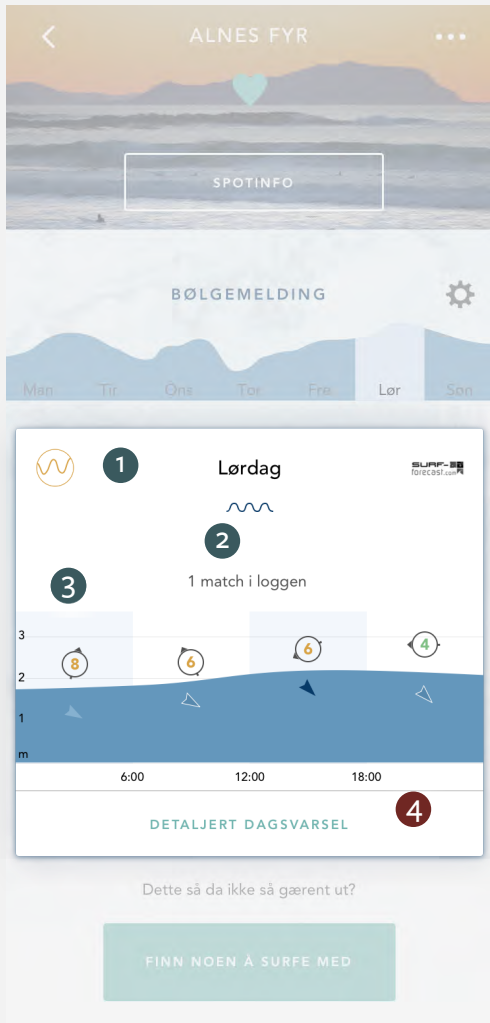 ALNES FYR
SPOTINFO
BØLGEMELDING
Man Tir Ons Tor Fre Lør Søn
1 Lørdag SURF-
forecast.com
2
1 match i loggen
3
3
8 6 6 4
2
1
m
6:00 12:00 18:00
4
DETALJERT DAGSVARSEL
Dette så da ikke så gærent ut?
FINN NOEN Å SURFE MED